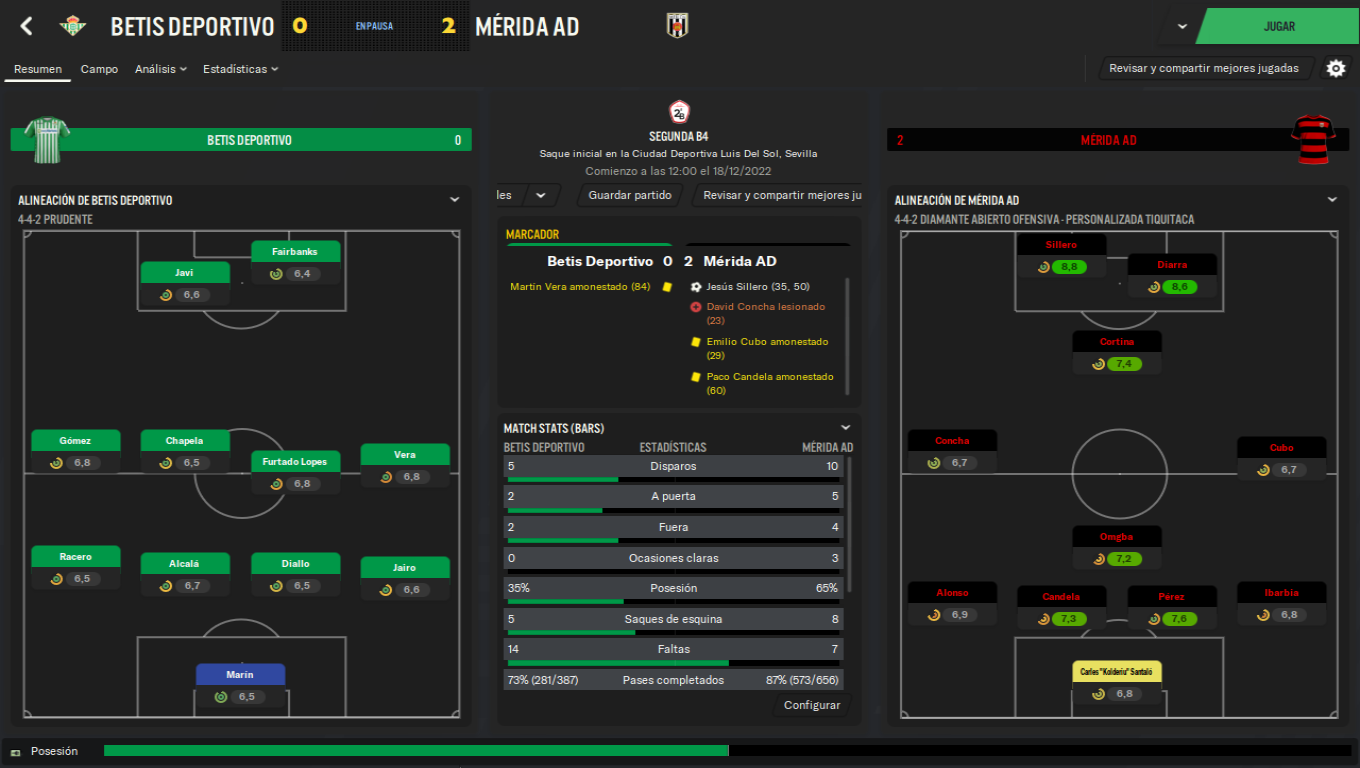 BETIS DEPORTIVO 0 EN PAUSA 2 MÉRIDA AD
JUGAR
Resumen Campo Análisis Estadísticas
Revisar y compartir mejores jugadas
BETIS DEPORTIVO 0
2B
SEGUNDA B4
Saque inicial en la Ciudad Deportiva Luis Del Sol, Sevilla
Comienzo a las 12:00 el 18/12/2022
les Guardar partido Revisar y compartir mejores ju
2 MÉRIDA AD
ALINEACIÓN DE BETIS DEPORTIVO
4-4-2 PRUDENTE
Fairbanks
6,4
Javi
6,6
Gómez
6,8
Chapela
6,5
Furtado Lopes
6,8
Vera
6,8
Racero
6,5
Alcalá
6,7
Diallo
6,5
Jairo
6,6
Marín
6,5
MARCADOR
Betis Deportivo 0 2 Mérida AD
Martín Vera amonestado (84)
Jesús Sillero (35, 50)
David Concha lesionado
(23)
Emilio Cubo amonestado
(29)
Paco Candela amonestado
(60)
MATCH STATS (BARS)
BETIS DEPORTIVO ESTADÍSTICAS MÉRIDA AD
5 Disparos 10
2 A puerta 5
2 Fuera 4
0 Ocasiones claras 3
35% Posesión 65%
5 Saques de esquina 8
14 Faltas 7
73% (281/387) Pases completados 87% (573/656)
Configurar
ALINEACIÓN DE MÉRIDA AD
4-4-2 DIAMANTE ABIERTO OFENSIVA - PERSONALIZADA TIQUITACA
Sillero
8,8
Diarra
8,6
Cortina
7,4
Concha
6,7
Cubo
6,7
Omgba
7,2
Alonso
6,9
Candela
7,3
Pérez
7,6
Ibarbia
6,8
Carles "Kolderiu" Santaló
6,8
Posesión